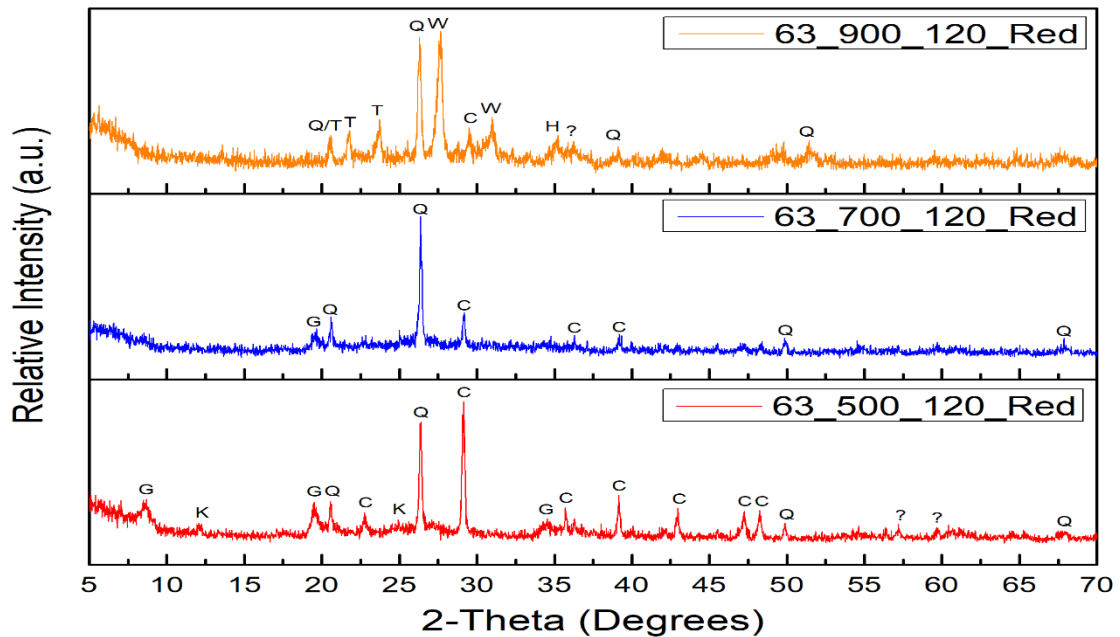 Relative Intensity (a.u.)
63_900_120_Red
Q/T T T Q W C W H ? Q Q
63_700_120_Red
G Q Q C C C Q Q
63_500_120_Red
G K G Q C K Q C G C C C C C Q ? ? Q
5 10 15 20 25 30 35 40 45 50 55 60 65 70
2-Theta (Degrees)